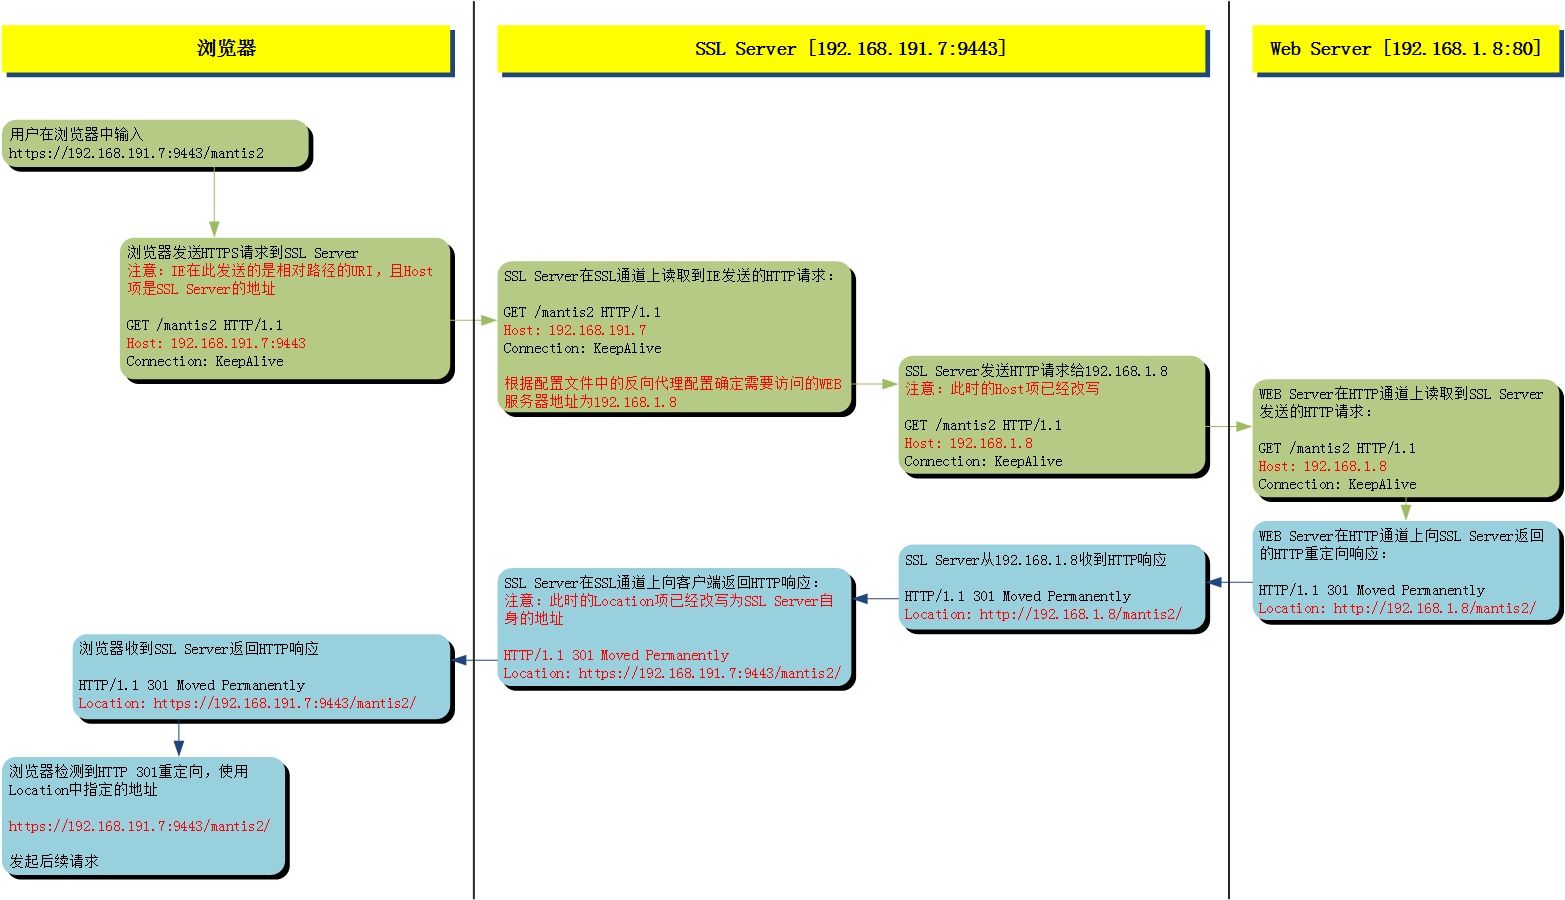 浏览器
SSL Server [192.168.191.7:9443]
Web Server [192.168.1.8:80]
用户在浏览器中输入
https://192.168.191.7:9443/mantis2
浏览器发送HTTPS请求到SSL Server
注意：IE在此发送的是相对路径的URI，且Host
项是SSL Server的地址
GET /mantis2 HTTP/1.1
Host: 192.168.191.7:9443
Connection: KeepAlive
SSL Server在SSL通道上读取到IE发送的HTTP请求：
GET /mantis2 HTTP/1.1
Host: 192.168.191.7
Connection: KeepAlive
根据配置文件中的反向代理配置确定需要访问的WEB
服务器地址为192.168.1.8
SSL Server发送HTTP请求给192.168.1.8
注意：此时的Host项已经改写
GET /mantis2 HTTP/1.1
Host: 192.168.1.8
Connection: KeepAlive
WEB Server在HTTP通道上读取到SSL Server
发送的HTTP请求：
GET /mantis2 HTTP/1.1
Host: 192.168.1.8
Connection: KeepAlive
WEB Server在HTTP通道上向SSL Server返回
的HTTP重定向响应：
HTTP/1.1 301 Moved Permanently
Location: http://192.168.1.8/mantis2/
SSL Server从192.168.1.8收到HTTP响应
HTTP/1.1 301 Moved Permanently
Location: http://192.168.1.8/mantis2/
SSL Server在SSL通道上向客户端返回HTTP响应：
注意：此时的Location项已经改写为SSL Server自
身的地址
HTTP/1.1 301 Moved Permanently
Location: https://192.168.191.7:9443/mantis2/
浏览器收到SSL Server返回HTTP响应
HTTP/1.1 301 Moved Permanently
Location: https://192.168.191.7:9443/mantis2/
浏览器检测到HTTP 301重定向，使用
Location中指定的地址
https://192.168.191.7:9443/mantis2/
发起后续请求